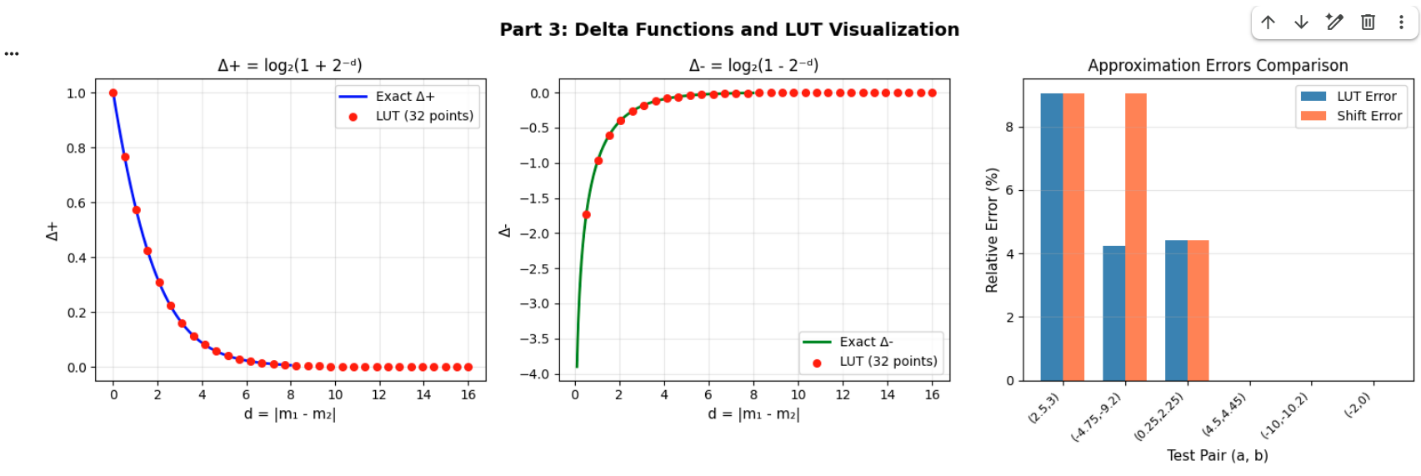 Part 3: Delta Functions and LUT Visualization
...
Δ+ = log₂(1 + 2⁻ᵈ)
1.0
0.8
0.6
0.4
0.2
0.0
Δ+
Exact Δ+
LUT (32 points)
0 2 4 6 8 10 12 14 16
d = |m₁ - m₂|
Δ- = log₂(1 - 2⁻ᵈ)
0.0
−0.5
−1.0
−1.5
−2.0
−2.5
−3.0
−3.5
−4.0
Δ-
Exact Δ-
LUT (32 points)
0 2 4 6 8 10 12 14 16
d = |m₁ - m₂|
Approximation Errors Comparison
8
6
4
2
0
Relative Error (%)
LUT Error
Shift Error
(2.5,3)
(-4.75,-9.2)
(0.25,2.25)
(4.5,4.45)
(-10,-10.2)
(-2,0)
Test Pair (a, b)